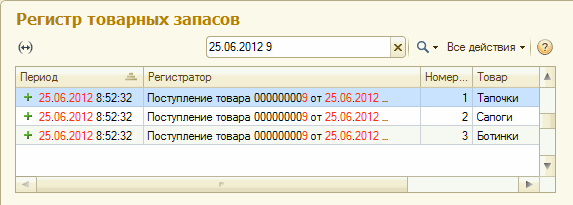 Регистр товарных запасов
25.06.2012 9 Все действия
Период Регистратор Номер... Товар
25.06.2012 8:52:32 Поступление товара 000000009 от 25.06.2012 ... 1 Тапочки
25.06.2012 8:52:32 Поступление товара 000000009 от 25.06.2012 ... 2 Сапоги
25.06.2012 8:52:32 Поступление товара 000000009 от 25.06.2012 ... 3 Ботинки